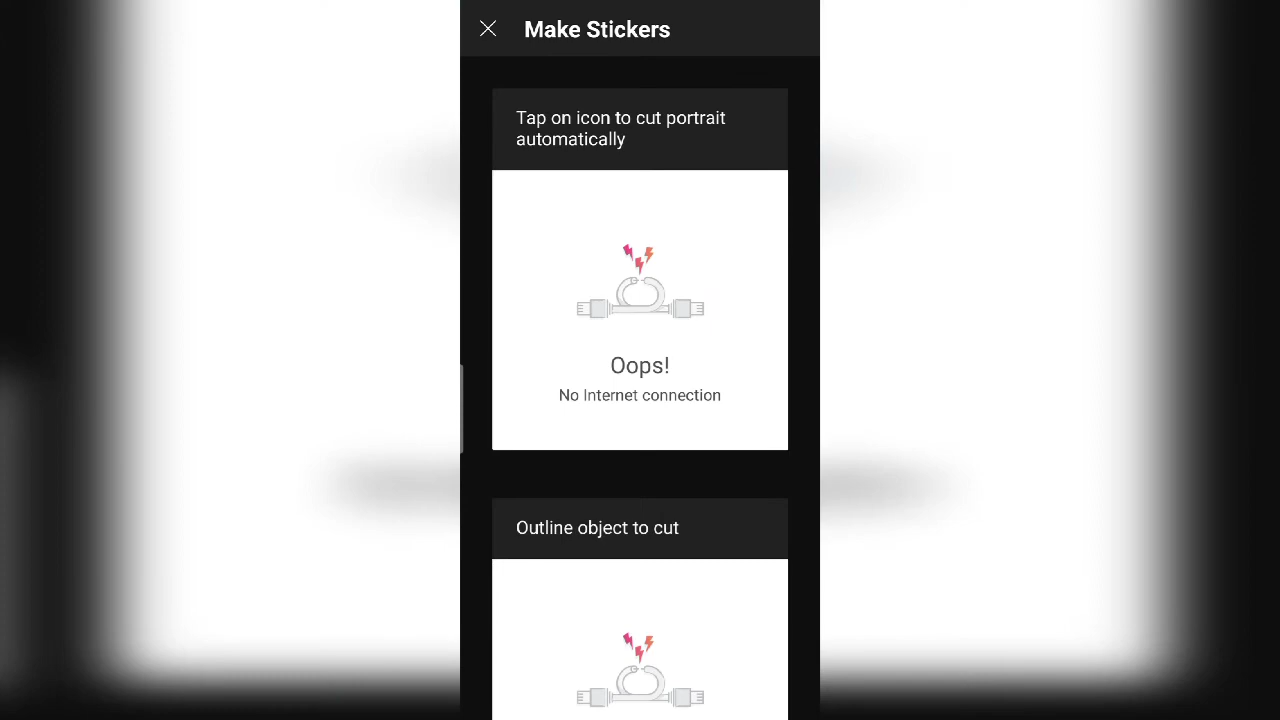 Make Stickers
Tap on icon to cut portrait
automatically
Oops!
No Internet connection
Outline object to cut